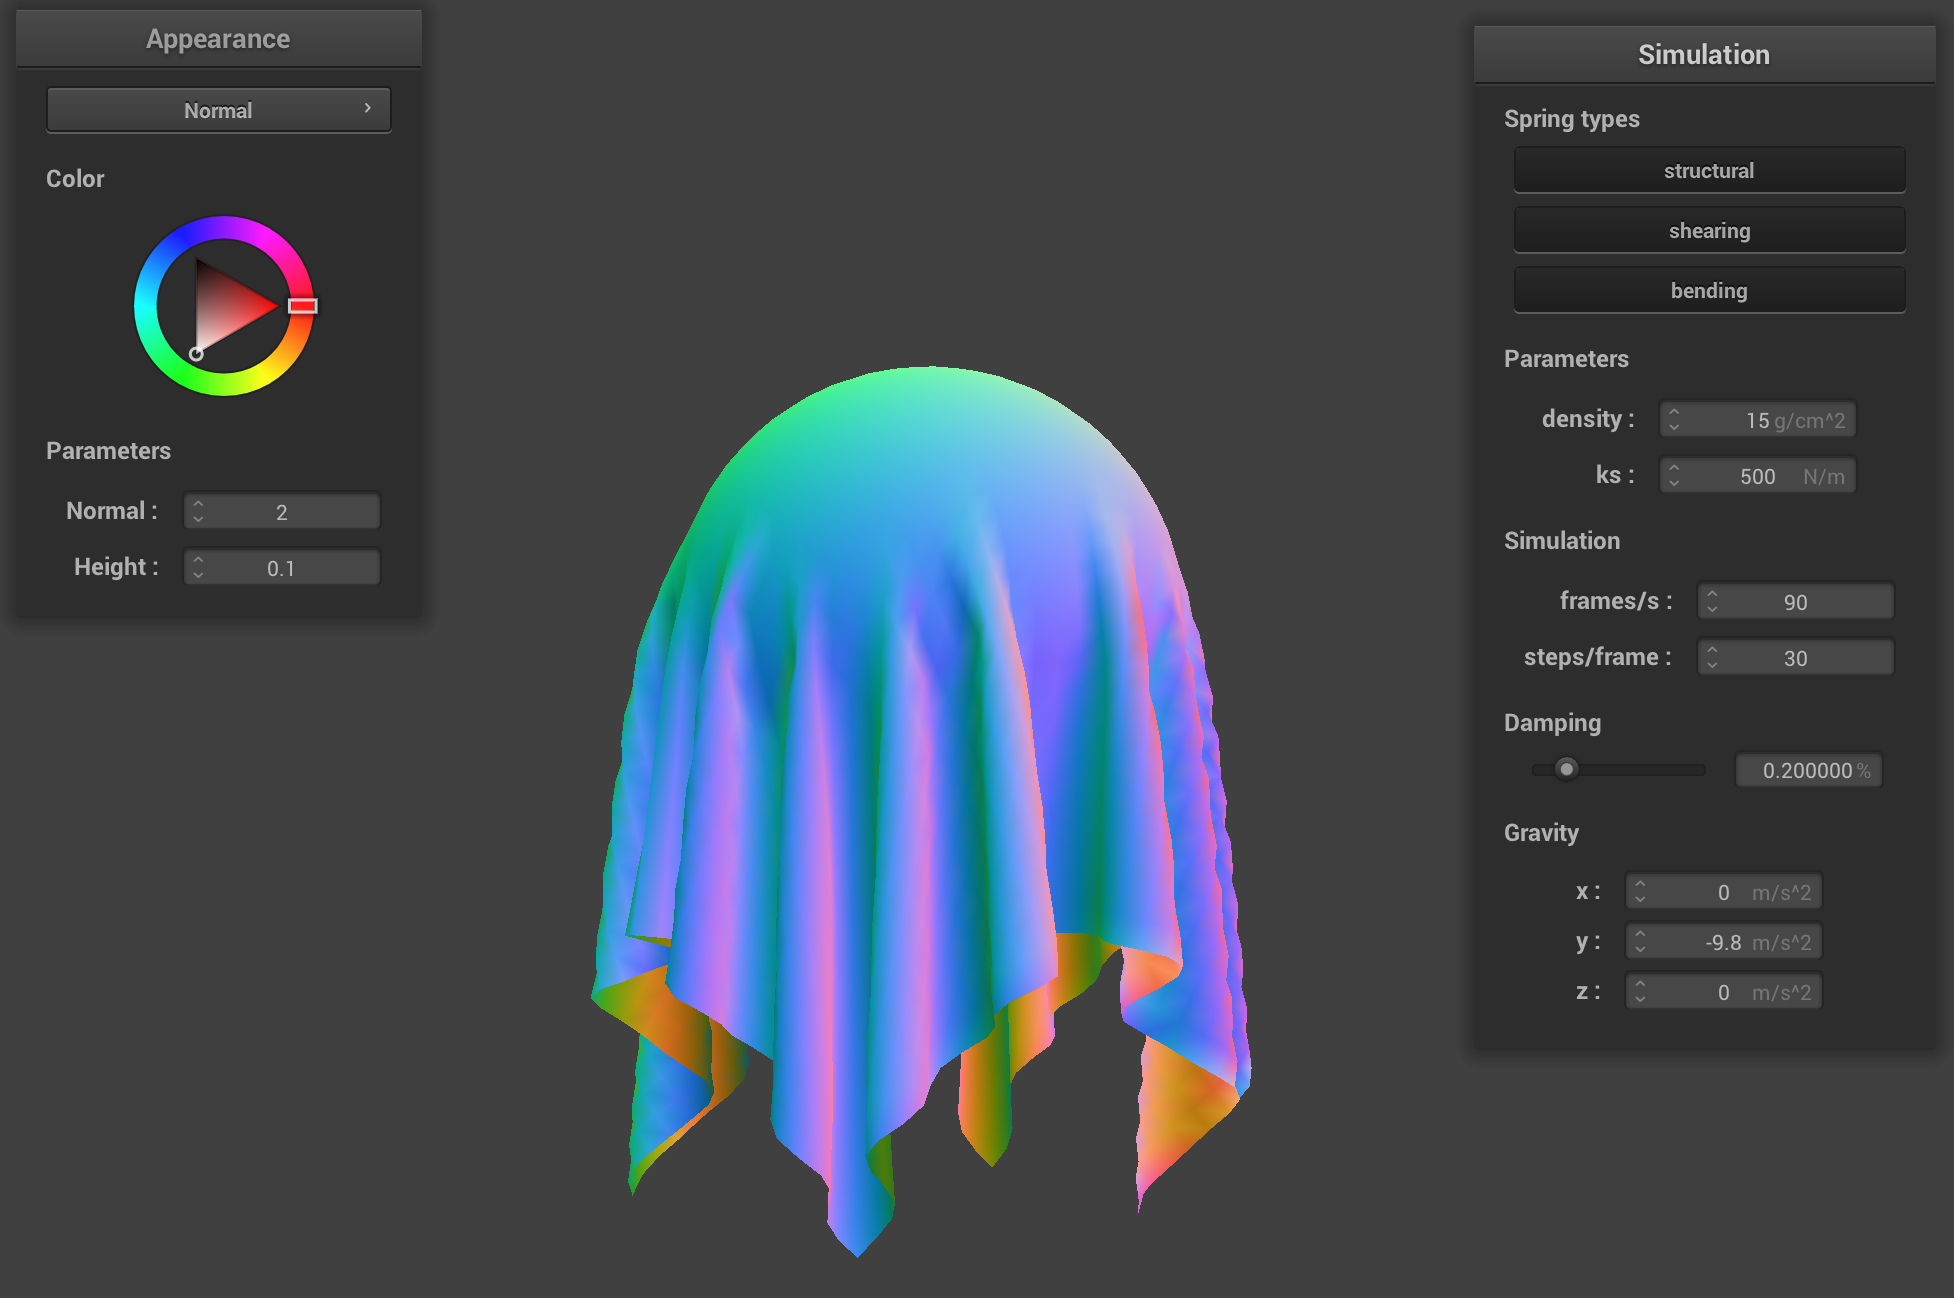 Appearance
Normal
Color
Parameters
Normal : 2
Height : 0.1
Simulation
Spring types
structural
shearing
bending
Parameters
density : 15 g/cm^2
ks : 500 N/m
Simulation
frames/s : 90
steps/frame : 30
Damping
0.200000 %
Gravity
x : 0 m/s^2
y : -9.8 m/s^2
z : 0 m/s^2